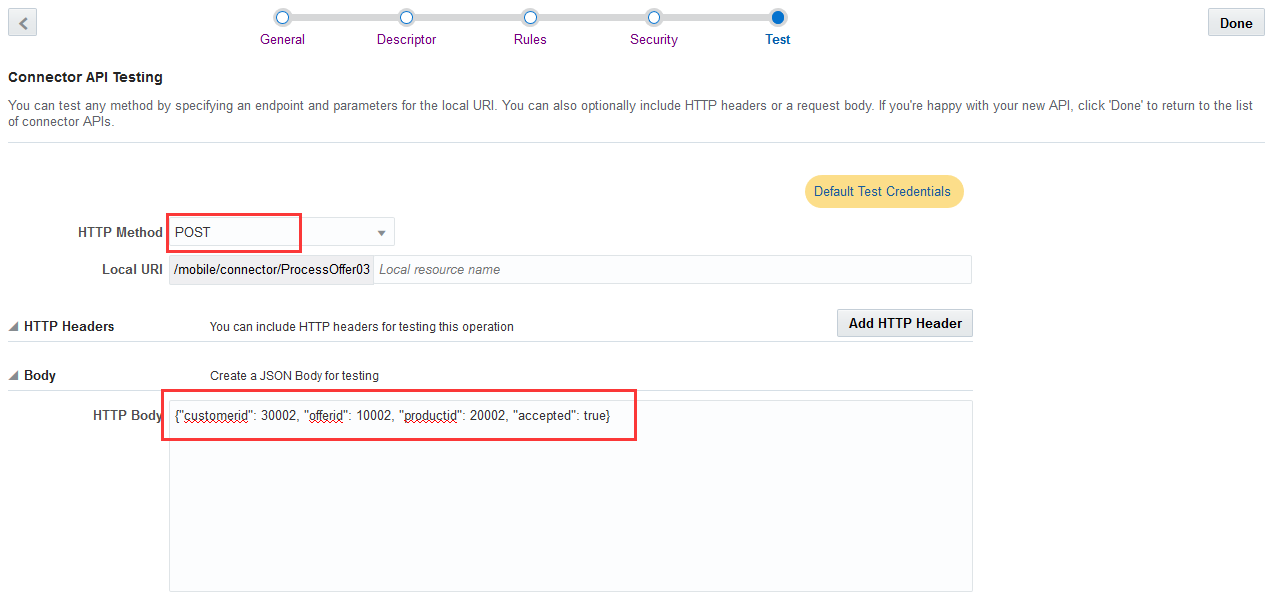 Done
General Descriptor Rules Security Test
Connector API Testing
You can test any method by specifying an endpoint and parameters for the local URI. You can also optionally include HTTP headers or a request body. If you're happy with your new API, click 'Done' to return to the list
of connector APIs.
Default Test Credentials
HTTP Method POST
Local URI /mobile/connector/ProcessOffer03 Local resource name
HTTP Headers You can include HTTP headers for testing this operation Add HTTP Header
Body Create a JSON Body for testing
HTTP Body {"customerid": 30002, "offerid": 10002, "productid": 20002, "accepted": true}